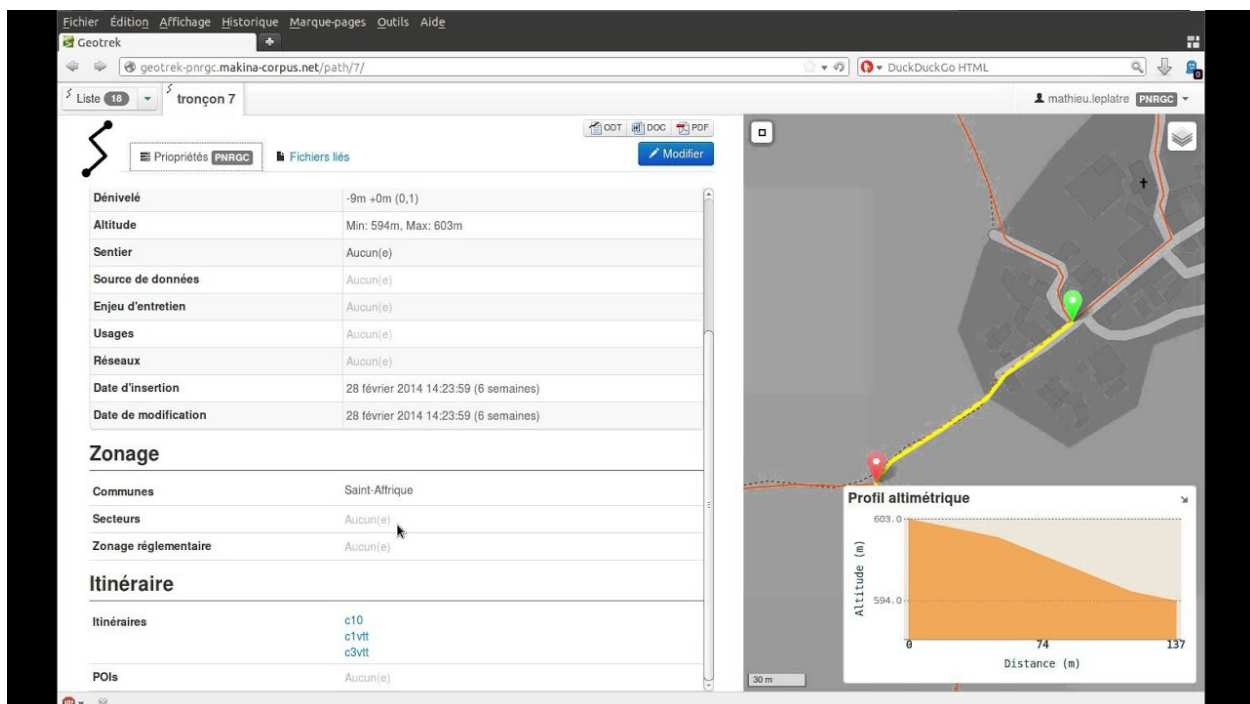 Fichier Édition Affichage Historique Marque-pages Outils Aide
Geotrek
geotrek-pnrgc.makina-corpus.net/path/7/
DuckDuckGo HTML
Liste 18 tronçon 7
mathieu.leplatre PNRGC
ODT DOC PDF
Propriétés PNRGC Fichiers liés Modifier
Dénivelé -9m +0m (0,1)
Altitude Min: 594m, Max: 603m
Sentier Aucun(e)
Source de données Aucun(e)
Enjeu d'entretien Aucun(e)
Usages Aucun(e)
Réseaux Aucun(e)
Date d'insertion 28 février 2014 14:23:59 (6 semaines)
Date de modification 28 février 2014 14:23:59 (6 semaines)
Zonage
Communes Saint-Affrique
Secteurs Aucun(e)
Zonage réglementaire Aucun(e)
Itinéraire
Itinéraires c10
c1vtt
c3vtt
POIs Aucun(e)
Profil altimétrique
603.0
Altitude (m)
594.0
0 74 137
Distance (m)
30 m